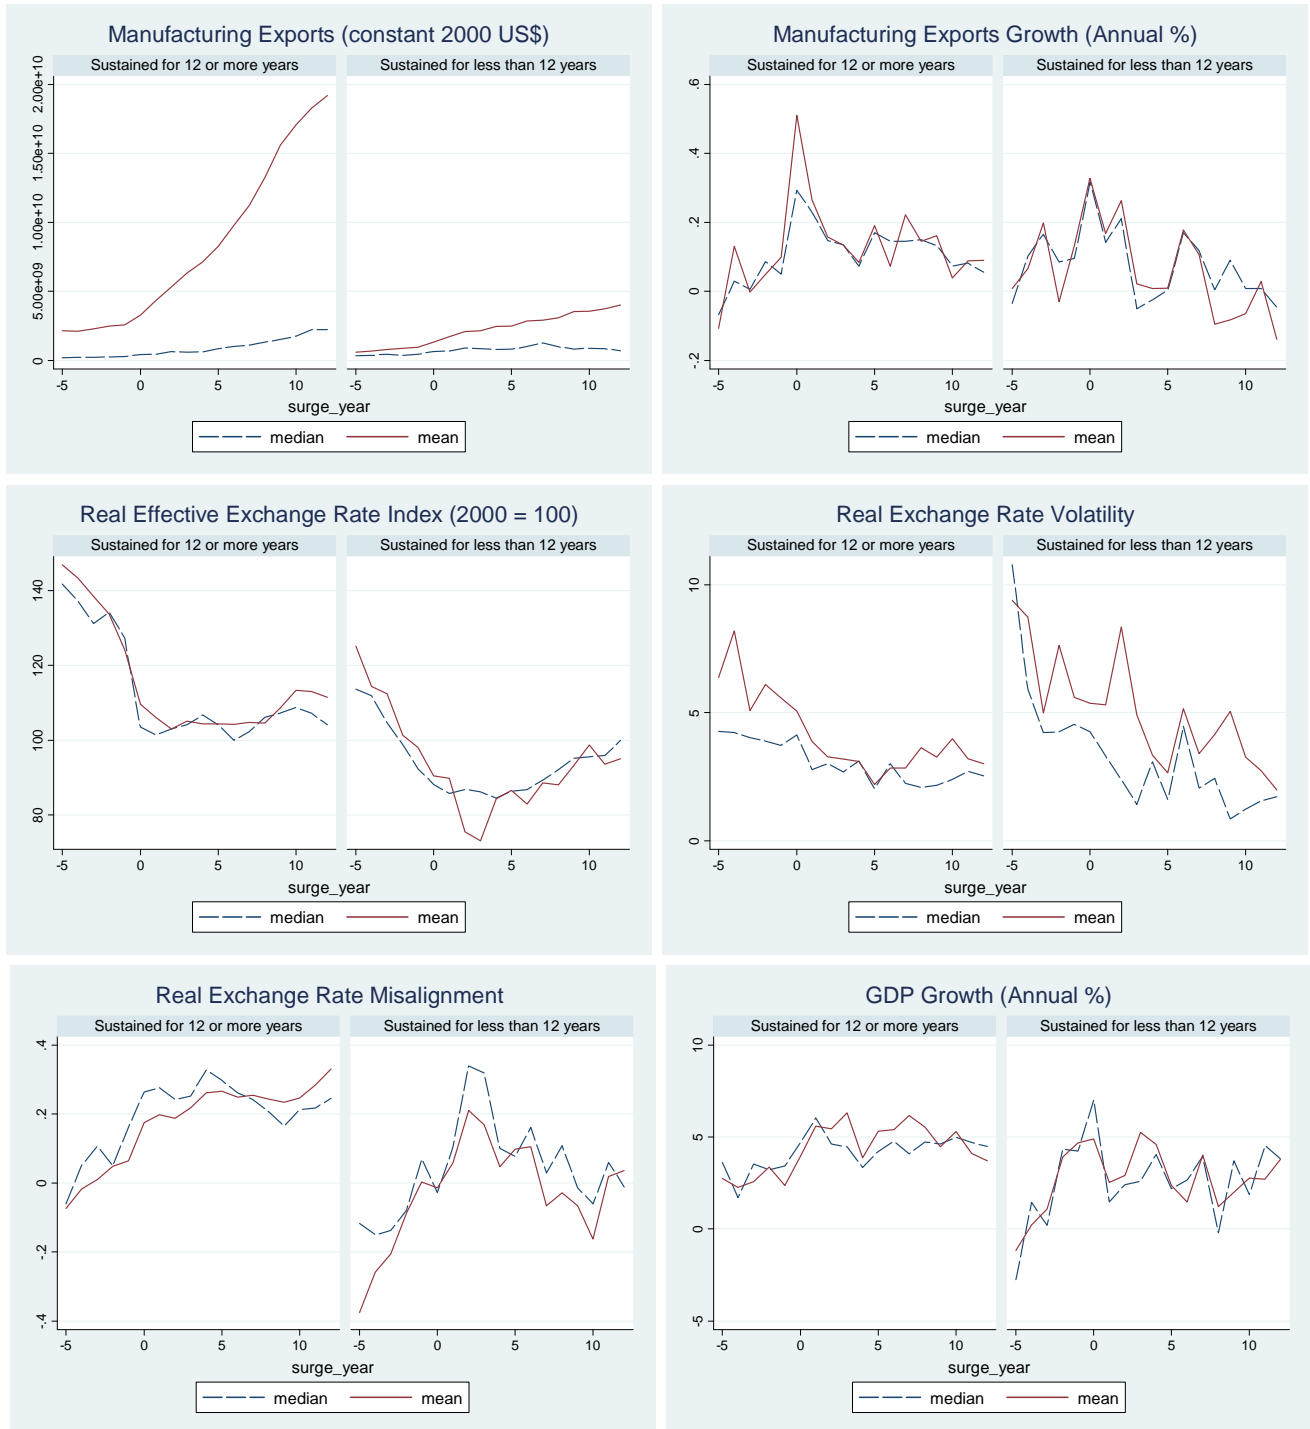 Manufacturing Exports (constant 2000 US$)
Sustained for 12 or more years
Sustained for less than 12 years
2.00e+10
1.50e+10
1.00e+10
5.00e+09
0
-5 0 5 10
-5 0 5 10
surge_year
median mean
Manufacturing Exports Growth (Annual %)
Sustained for 12 or more years
Sustained for less than 12 years
.6
.4
.2
0
-.2
-5 0 5 10
-5 0 5 10
surge_year
median mean
Real Effective Exchange Rate Index (2000 = 100)
Sustained for 12 or more years
Sustained for less than 12 years
140
120
100
80
-5 0 5 10
-5 0 5 10
surge_year
median mean
Real Exchange Rate Volatility
Sustained for 12 or more years
Sustained for less than 12 years
10
5
0
-5 0 5 10
-5 0 5 10
surge_year
median mean
Real Exchange Rate Misalignment
Sustained for 12 or more years
Sustained for less than 12 years
.4
.2
0
-.2
-.4
-5 0 5 10
-5 0 5 10
surge_year
median mean
GDP Growth (Annual %)
Sustained for 12 or more years
Sustained for less than 12 years
10
5
0
-5
-5 0 5 10
-5 0 5 10
surge_year
median mean